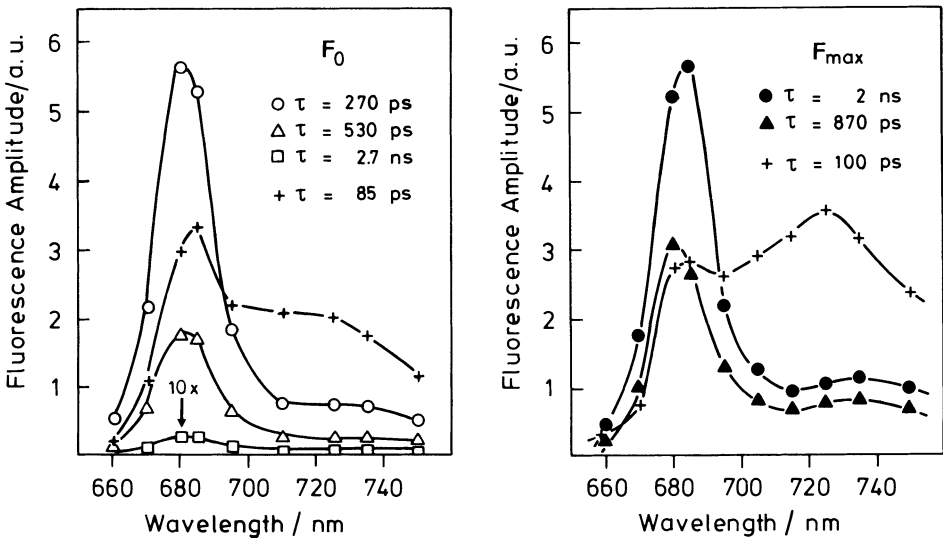 Fluorescence Amplitude/a.u.
6
5
4
3
2
1
F0
○ τ = 270 ps
△ τ = 530 ps
□ τ = 2.7 ns
+ τ = 85 ps
10x
660 680 700 720 740
Wavelength / nm
Fluorescence Amplitude/a.u.
6
5
4
3
2
1
Fmax
● τ = 2 ns
▲ τ = 870 ps
+ τ = 100 ps
660 680 700 720 740
Wavelength / nm